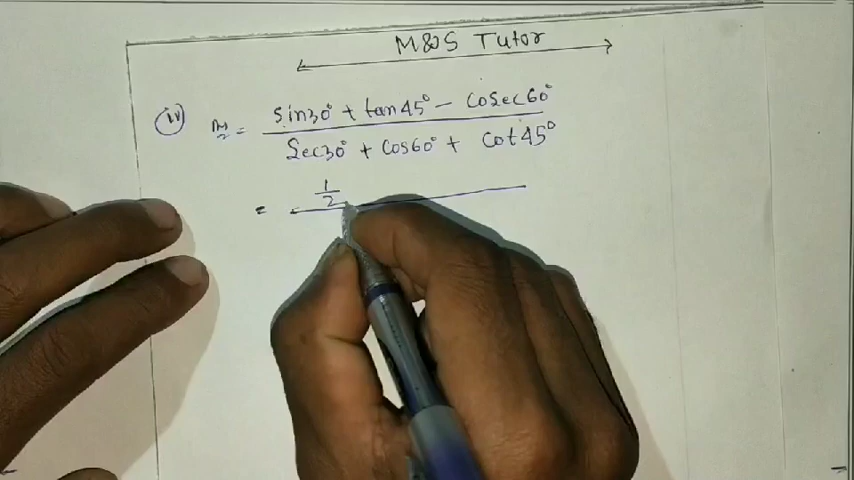 M&S Tutor
(iv) = sin30° + tan45° - cosec60° / Sec30° + Cos60° + Cot45°
= 1/2